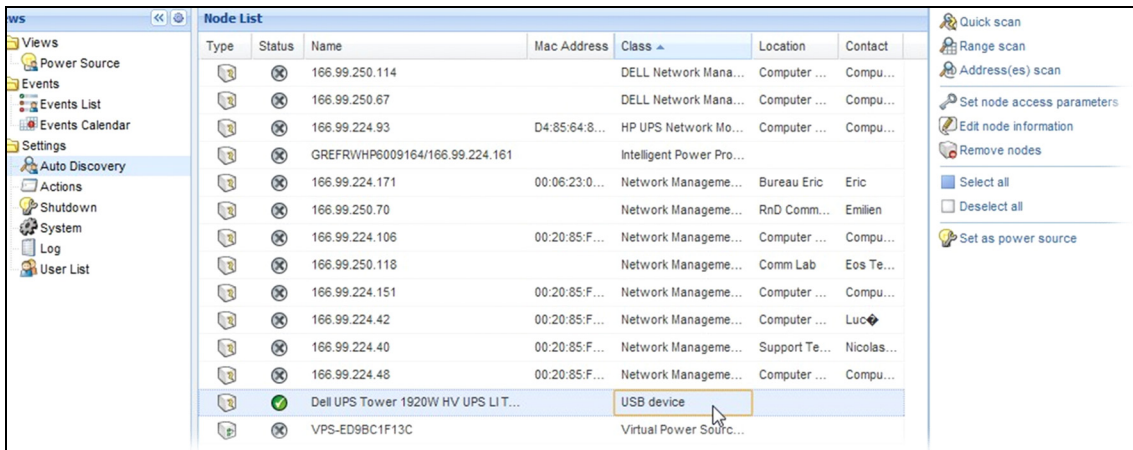 ws
Views
Power Source
Events
Events List
Events Calendar
Settings
Auto Discovery
Actions
Shutdown
System
Log
User List
Node List
Type Status Name Mac Address Class Location Contact
166.99.250.114 DELL Network Mana... Computer ... Compu...
166.99.250.67 DELL Network Mana... Computer ... Compu...
166.99.224.93 D4:85:64:8... HP UPS Network Mo... Computer ... Compu...
GREFRWHP6009164/166.99.224.161 Intelligent Power Pro...
166.99.224.171 00:06:23:0... Network Manageme... Bureau Eric Eric
166.99.250.70 Network Manageme... RnD Comm... Emilien
166.99.224.106 00:20:85:F... Network Manageme... Computer ... Compu...
166.99.250.118 Network Manageme... Comm Lab Eos Te...
166.99.224.151 00:20:85:F... Network Manageme... Computer ... Compu...
166.99.224.42 00:20:85:F... Network Manageme... Computer ... Luc�
166.99.224.40 00:20:85:F... Network Manageme... Support Te... Nicolas...
166.99.224.48 00:20:85:F... Network Manageme... Computer ... Compu...
Dell UPS Tower 1920W HV UPS LI T... USB device
VPS-ED9BC1F13C Virtual Power Sourc...
Quick scan
Range scan
Address(es) scan
Set node access parameters
Edit node information
Remove nodes
Select all
Deselect all
Set as power source